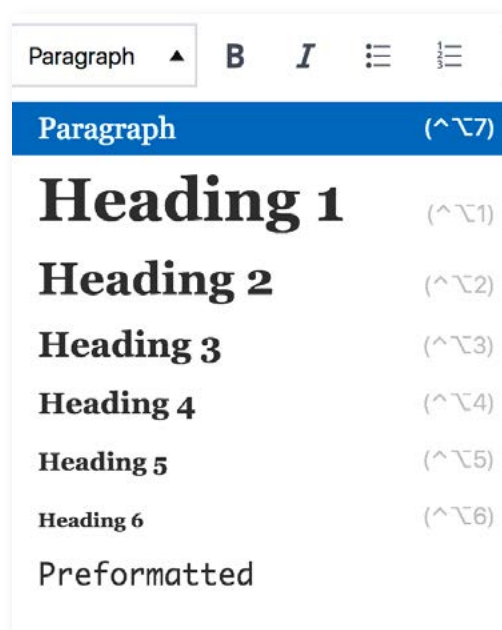 Paragraph ▲ B I
Paragraph (^⌥7)
Heading 1 (^⌥1)
Heading 2 (^⌥2)
Heading 3 (^⌥3)
Heading 4 (^⌥4)
Heading 5 (^⌥5)
Heading 6 (^⌥6)
Preformatted